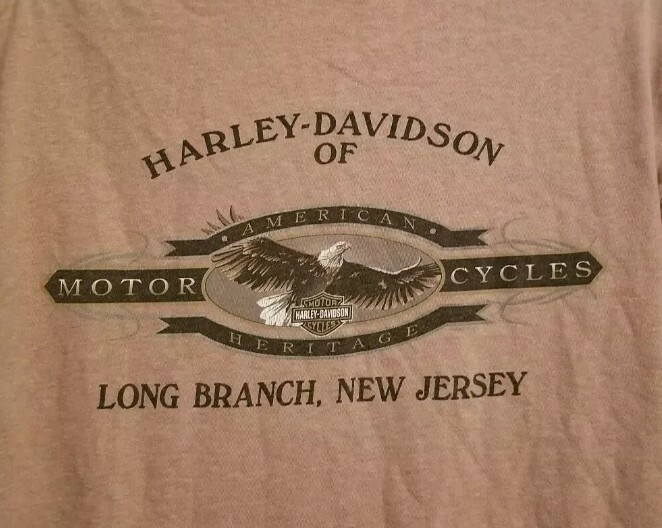 HARLEY-DAVIDSON
OF
• AMERICAN •
MOTOR CYCLES
MOTOR
HARLEY-DAVIDSON
CYCLES
HERITAGE
LONG BRANCH, NEW JERSEY